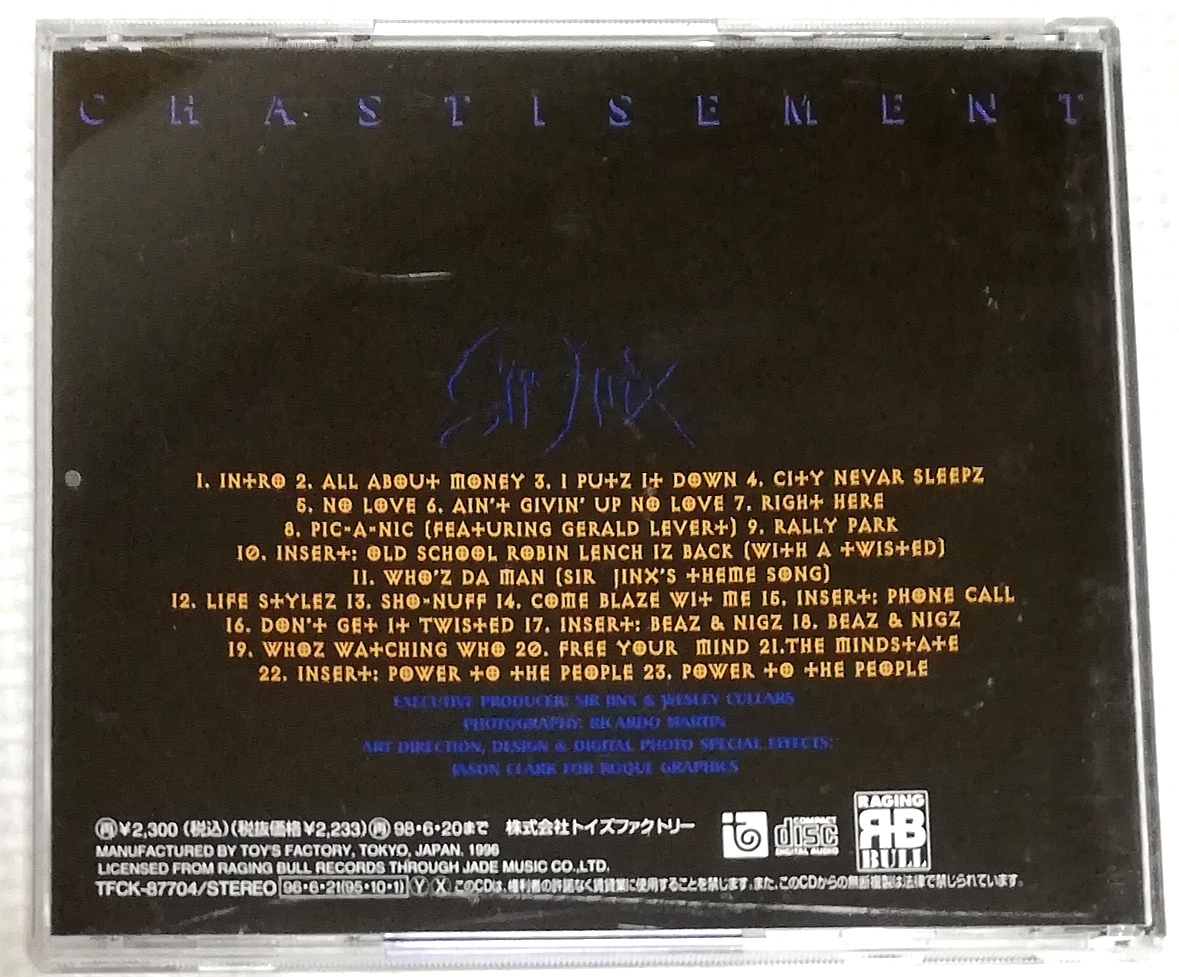 CHASTISEMENT
Sir Jinx
1. INTRO 2. ALL ABOUT MONEY 3. I PUTZ IT DOWN 4. CITY NEVAR SLEEPZ
5. NO LOVE 6. AIN'T GIVIN' UP NO LOVE 7. RIGHT HERE
8. PIC-A-NIC (FEATURING GERALD LEVERT) 9. RALLY PARK
10. INSERT: OLD SCHOOL ROBIN LENCH IZ BACK (WITH A TWISTED)
11. WHO'Z DA MAN (SIR JINX'S THEME SONG)
12. LIFE STYLEZ 13. SHO-NUFF 14. COME BLAZE WIT ME 15. INSERT: PHONE CALL
16. DON'T GET IT TWISTED 17. INSERT: BEAZ & NIGZ 18. BEAZ & NIGZ
19. WHOZ WATCHING WHO 20. FREE YOUR MIND 21.THE MINDSTATE
22. INSERT: POWER TO THE PEOPLE 23. POWER TO THE PEOPLE
EXECUTIVE PRODUCER: SIR JINX & WESLEY CULLARS
PHOTOGRAPHY: RICARDO MARTIN
ART DIRECTION, DESIGN & DIGITAL PHOTO SPECIAL EFFECTS:
JASON CLARK FOR ROQUE GRAPHICS
㊞¥2,300 (税込)(税抜価格¥2,233)㊞98・6・20まで 株式会社トイズファクトリー
MANUFACTURED BY TOY'S FACTORY, TOKYO, JAPAN. 1996
LICENSED FROM RAGING BULL RECORDS THROUGH JADE MUSIC CO.,LTD.
TFCK-87704/STEREO 96・6・21(95・10・1) Ⓨ Ⓧ このCDは、権利者の許諾なく賃貸業に使用することを禁じます。また、このCDからの無断複製は法律で禁じられています。
COMPACT
disc
DIGITAL AUDIO
RAGING
RB
BULL